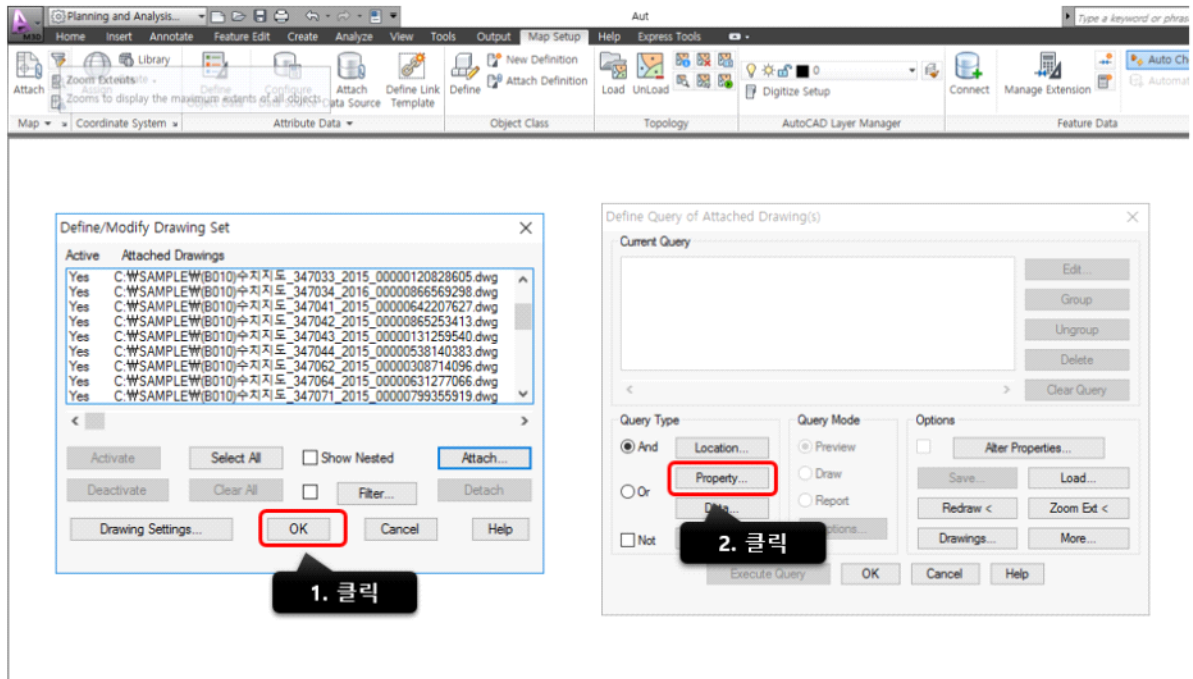 Planning and Analysis...
Aut
Type a keyword or phras
M3D
Home Insert Annotate Feature Edit Create Analyze View Tools Output Map Setup Help Express Tools
Library
New Definition
Attach Definition
Zoom Extents
Zooms to display the maximum extents of all objects
Attach Assign Define Configure Attach Define Link Define Load UnLoad Digitize Setup Connect Manage Extension Auto Ch
Object Data Data Source Data Source Template Automat
0
Map Coordinate System Attribute Data Object Class Topology AutoCAD Layer Manager Feature Data
Define/Modify Drawing Set
Active Attached Drawings
Yes C:₩SAMPLE₩(B010)수치지도_347033_2015_00000120828605.dwg
Yes C:₩SAMPLE₩(B010)수치지도_347034_2016_00000866569298.dwg
Yes C:₩SAMPLE₩(B010)수치지도_347041_2015_00000642207627.dwg
Yes C:₩SAMPLE₩(B010)수치지도_347042_2015_00000865253413.dwg
Yes C:₩SAMPLE₩(B010)수치지도_347043_2015_00000131259540.dwg
Yes C:₩SAMPLE₩(B010)수치지도_347044_2015_00000538140383.dwg
Yes C:₩SAMPLE₩(B010)수치지도_347062_2015_00000308714096.dwg
Yes C:₩SAMPLE₩(B010)수치지도_347064_2015_00000631277066.dwg
Yes C:₩SAMPLE₩(B010)수치지도_347071_2015_00000799355919.dwg
Activate Select All Show Nested Attach...
Deactivate Clear All Filter... Detach
Drawing Settings... OK Cancel Help
1. 클릭
Define Query of Attached Drawing(s)
Current Query
Edit...
Group
Ungroup
Delete
Clear Query
Query Type Query Mode Options
And Location... Preview Alter Properties...
Property... Draw Save... Load...
Or Data... Report Redraw < Zoom Ext <
Not Drawings... More...
2. 클릭
Execute Query OK Cancel Help